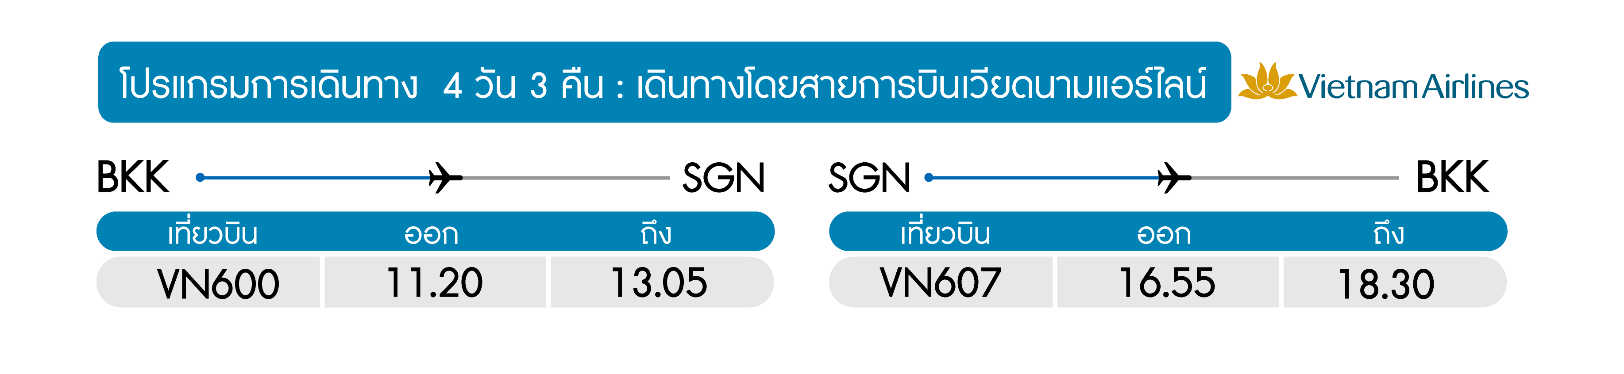 โปรแกรมการเดินทาง 4 วัน 3 คืน : เดินทางโดยสายการบินเวียดนามแอร์ไลน์ Vietnam Airlines
BKK SGN
เที่ยวบิน ออก ถึง
VN600 11.20 13.05
SGN BKK
เที่ยวบิน ออก ถึง
VN607 16.55 18.30